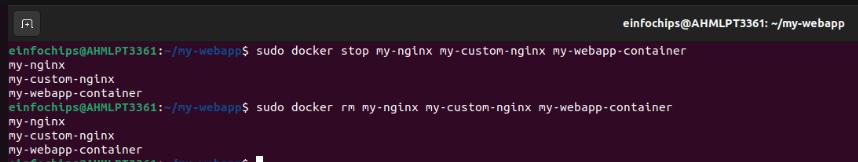 einfochips@AHMLPT3361: ~/my-webapp
einfochips@AHMLPT3361:~/my-webapp$ sudo docker stop my-nginx my-custom-nginx my-webapp-container
my-nginx
my-custom-nginx
my-webapp-container
einfochips@AHMLPT3361:~/my-webapp$ sudo docker rm my-nginx my-custom-nginx my-webapp-container
my-nginx
my-custom-nginx
my-webapp-container
einfochips@AHMLPT3361:~/my-webapp$